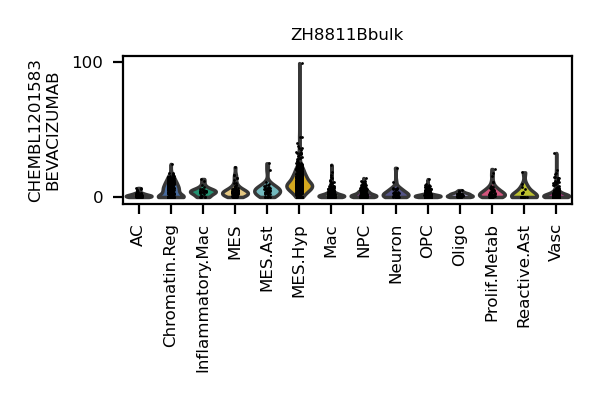 ZH8811Bbulk
CHEMBL1201583
BEVACIZUMAB
100
0
AC
Chromatin.Reg
Inflammatory.Mac
MES
MES.Ast
MES.Hyp
Mac
NPC
Neuron
OPC
Oligo
Prolif.Metab
Reactive.Ast
Vasc